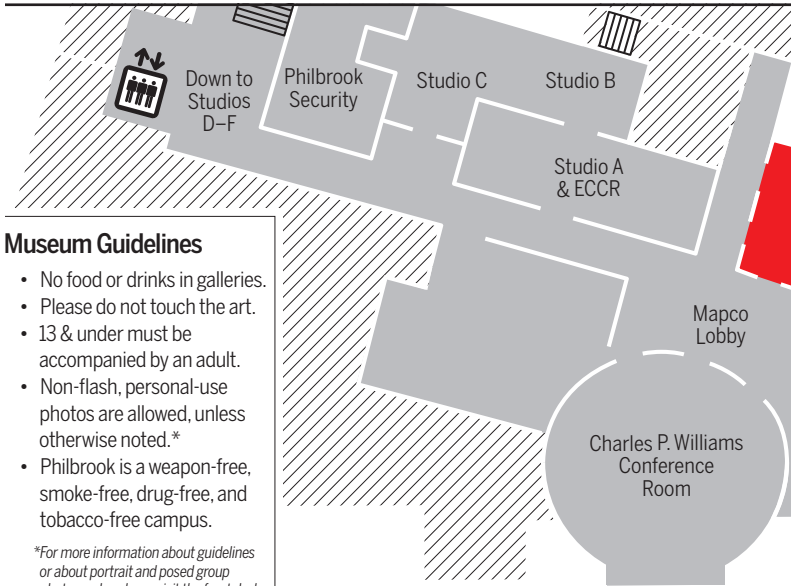 Down to
Studios
D–F
Philbrook
Security
Studio C
Studio B
Studio A
& ECCR
Mapco
Lobby
Charles P. Williams
Conference
Room
Museum Guidelines
• No food or drinks in galleries.
• Please do not touch the art.
• 13 & under must be
accompanied by an adult.
• Non-flash, personal-use
photos are allowed, unless
otherwise noted.*
• Philbrook is a weapon-free,
smoke-free, drug-free, and
tobacco-free campus.
*For more information about guidelines
or about portrait and posed group